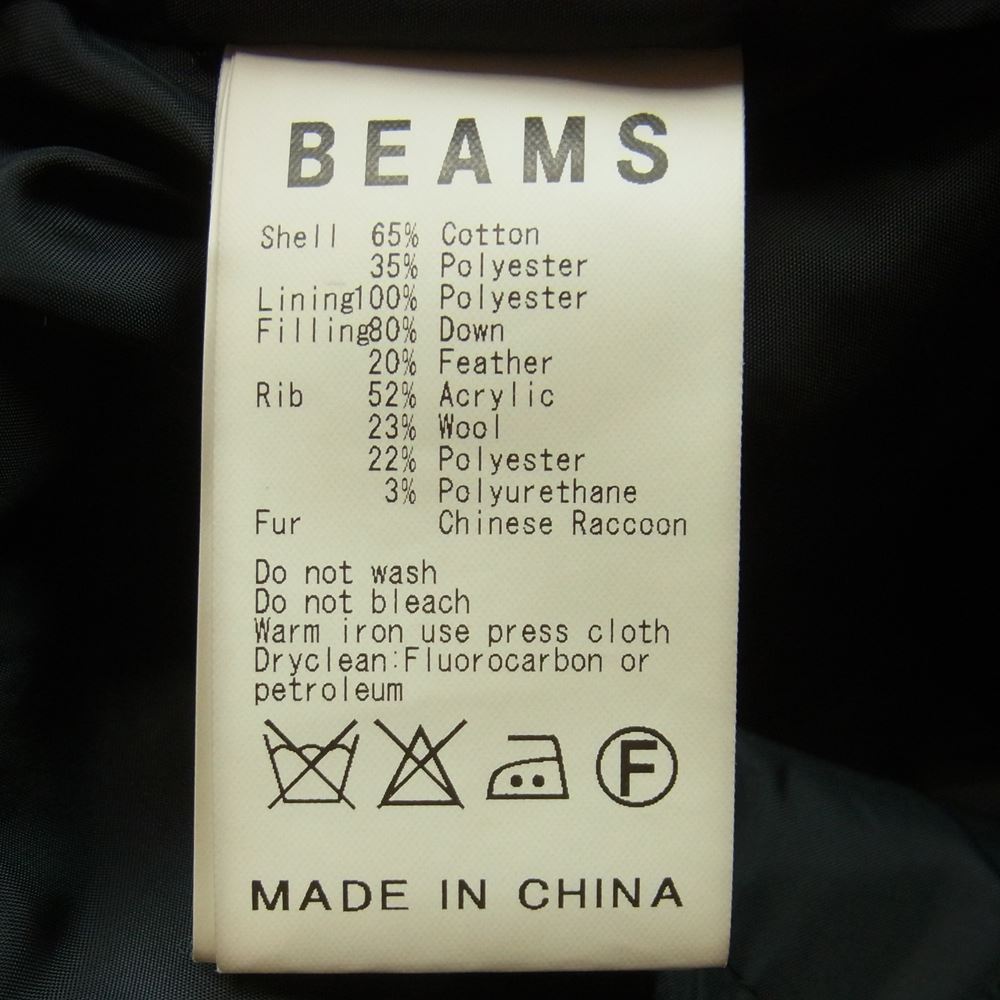 BEAMS
Shell 65% Cotton
35% Polyester
Lining100% Polyester
Filling80% Down
20% Feather
Rib 52% Acrylic
23% Wool
22% Polyester
3% Polyurethane
Fur Chinese Raccoon
Do not wash
Do not bleach
Warm iron use press cloth
Dryclean:Fluorocarbon or
petroleum
F
MADE IN CHINA